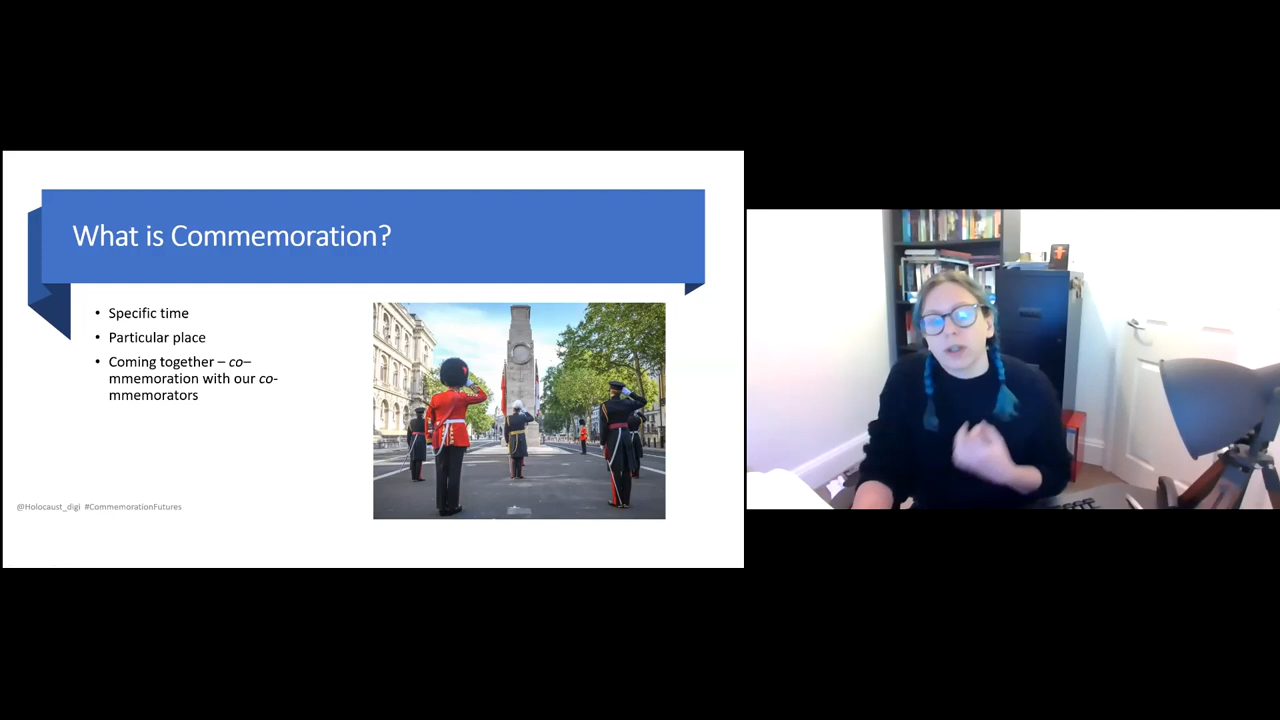 What is Commemoration?
• Specific time
• Particular place
• Coming together – co–
mmemoration with our co-
mmemorators
@Holocaust_digi #CommemorationFutures